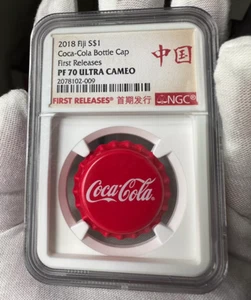 2018 Fiji S$1
Coca-Cola Bottle Cap
First Releases
PF 70 ULTRA CAMEO
2078102-009
中国
FIRST RELEASES 首期发行
NGC
Coca-Cola